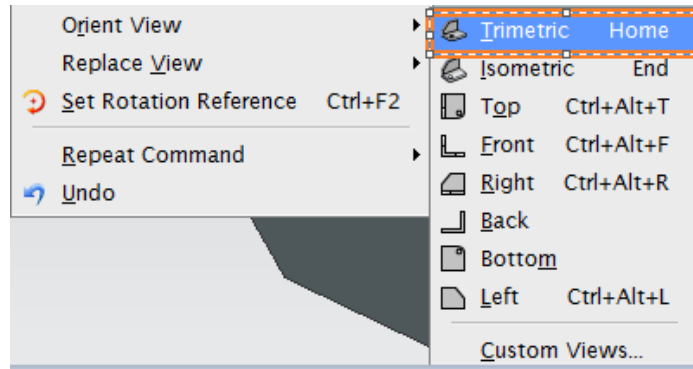 Orient View
Replace View
Set Rotation Reference Ctrl+F2
Repeat Command
Undo
Trimetric Home
Isometric End
Top Ctrl+Alt+T
Front Ctrl+Alt+F
Right Ctrl+Alt+R
Back
Bottom
Left Ctrl+Alt+L
Custom Views...